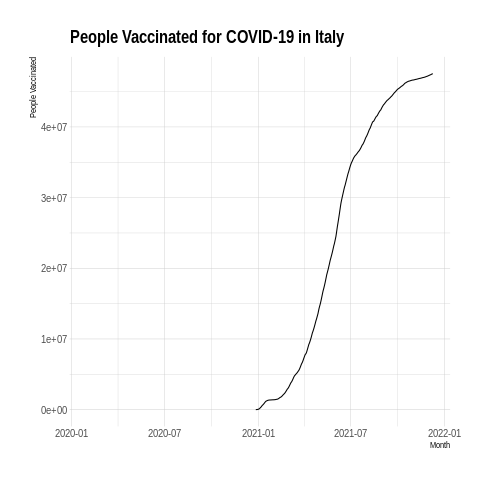 People Vaccinated for COVID-19 in Italy
People Vaccinated
4e+07
3e+07
2e+07
1e+07
0e+00
2020-01 2020-07 2021-01 2021-07 2022-01
Month